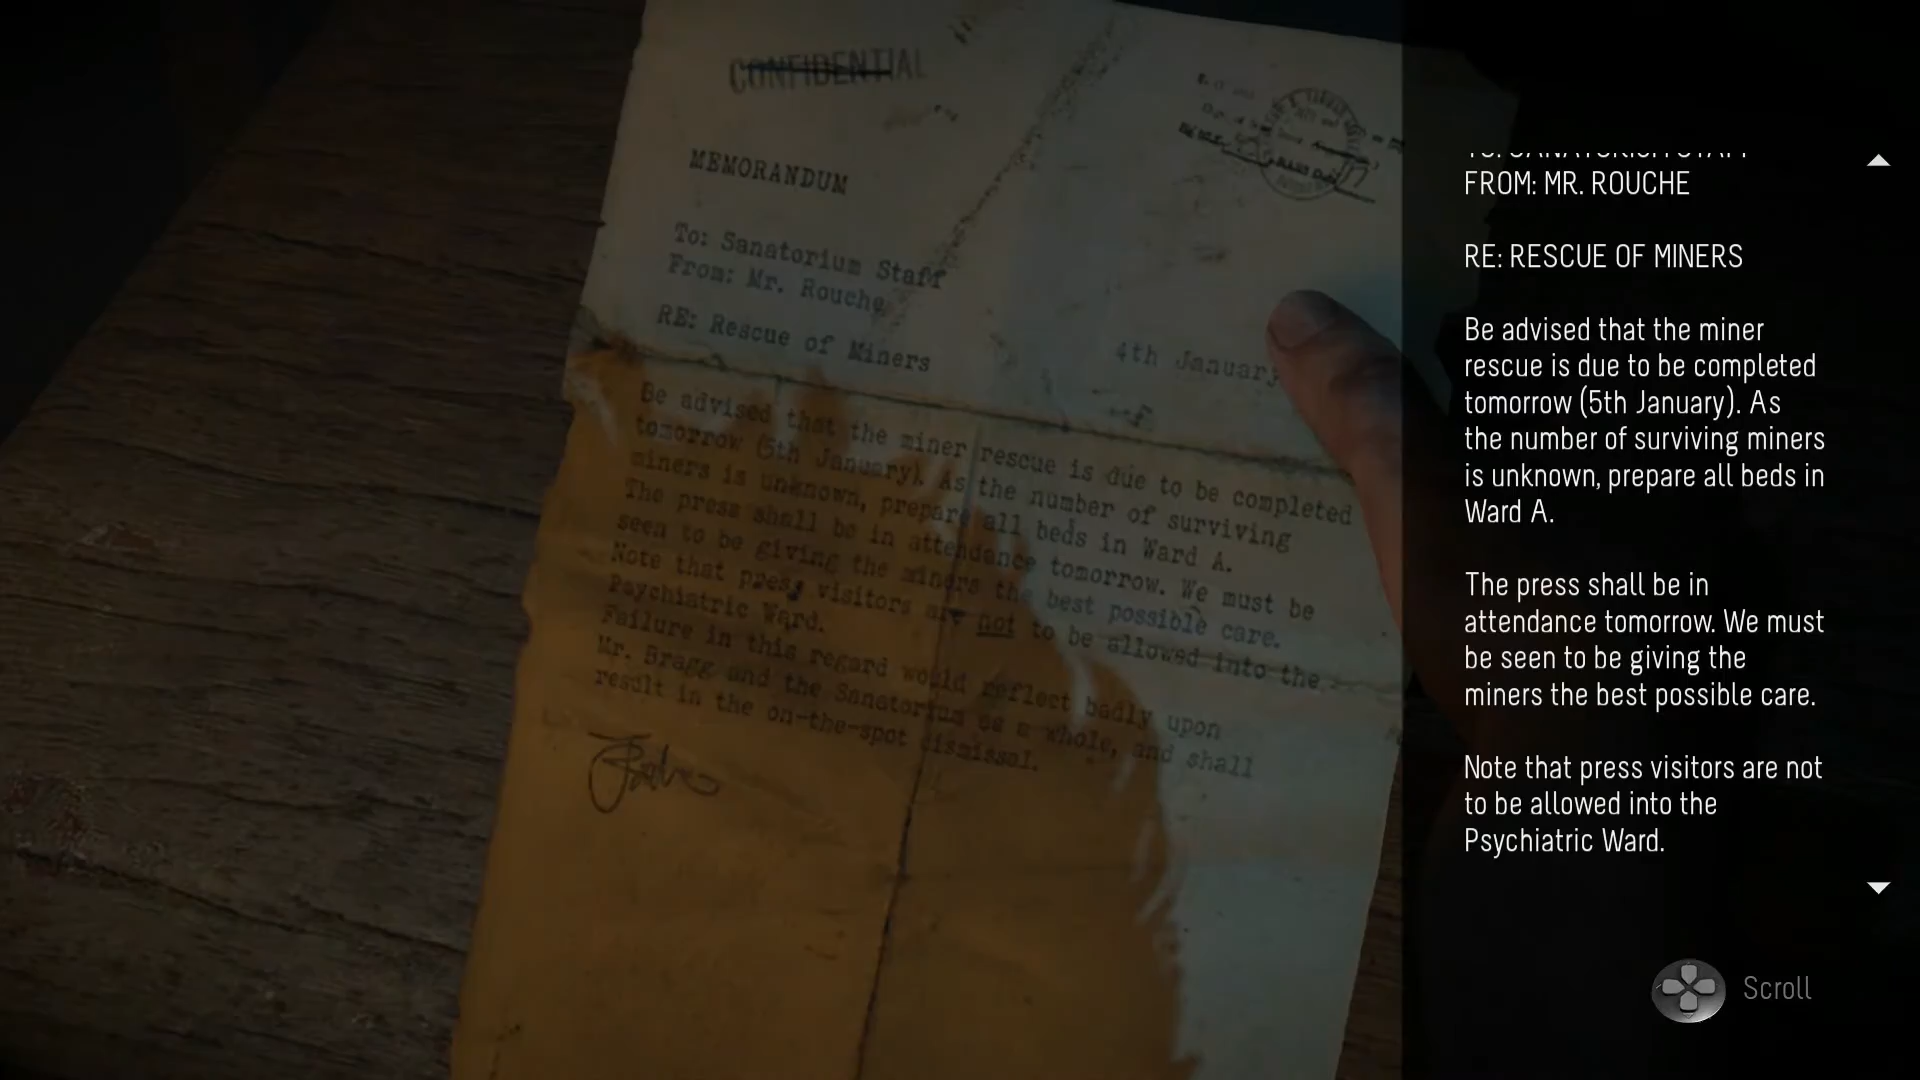 CONFIDENTIAL
MEMORANDUM
To: Sanatorium Staff
From: Mr. Rouche
RE: Rescue of Miners
4th January
Be advised that the miner rescue is due to be completed
tomorrow (5th January). As the number of surviving
miners is unknown, prepare all beds in Ward A.
The press shall be in attendance tomorrow. We must be
seen to be giving the miners the best possible care.
Note that press visitors are not to be allowed into the
Psychiatric Ward.
Failure in this regard would reflect badly upon
Mr. Bragg and the Sanatorium as a whole, and shall
result in the on-the-spot dismissal.
TO: SANATORIUM STAFF
FROM: MR. ROUCHE
RE: RESCUE OF MINERS
Be advised that the miner
rescue is due to be completed
tomorrow (5th January). As
the number of surviving miners
is unknown, prepare all beds in
Ward A.
The press shall be in
attendance tomorrow. We must
be seen to be giving the
miners the best possible care.
Note that press visitors are not
to be allowed into the
Psychiatric Ward.
Scroll